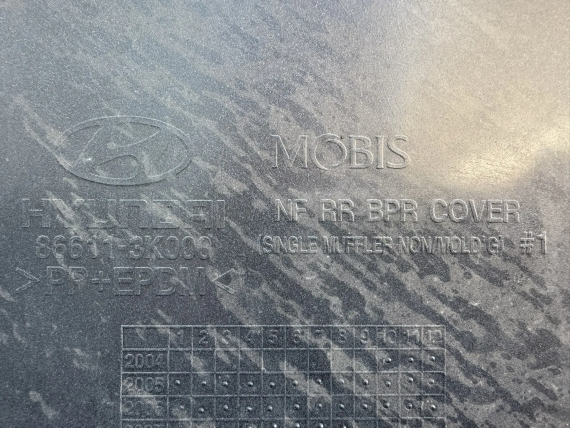 MOBIS
HYUNDAI
NF RR BPR COVER
86611-3K000
(SINGLE MUFFLER NON/MOLD'G) #1
>PP+EPDM<
1 2 3 4 5 6 7 8 9 10 11 12
2004
2005